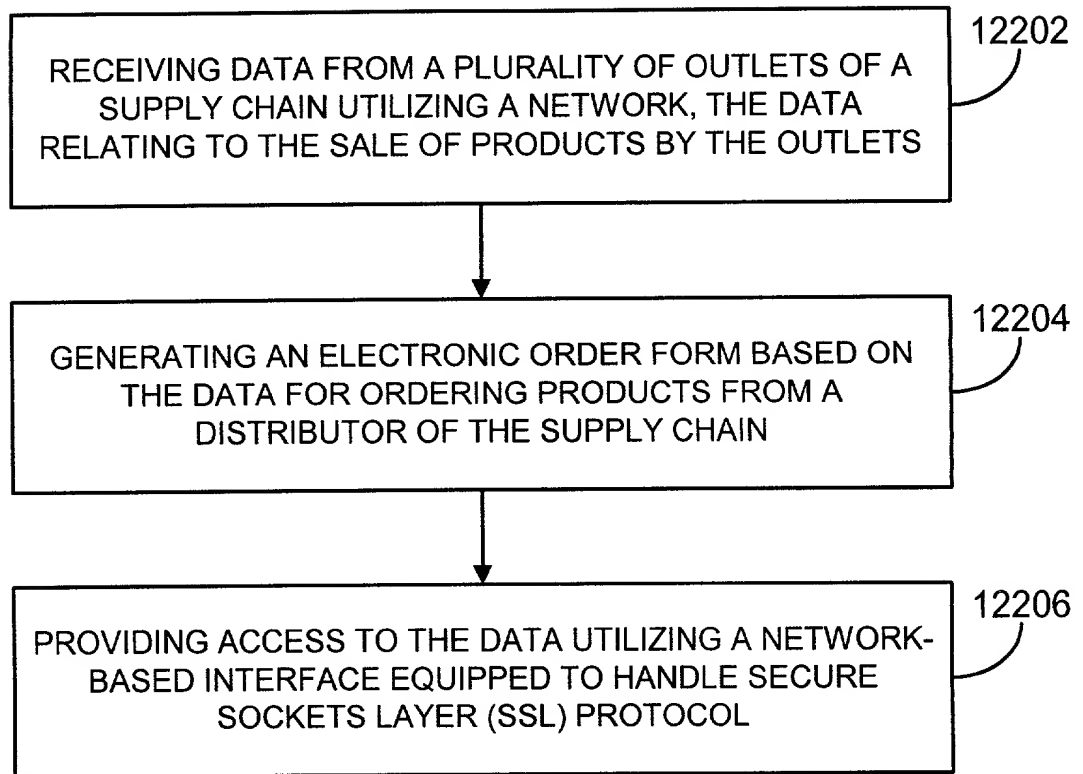 12202
RECEIVING DATA FROM A PLURALITY OF OUTLETS OF A
SUPPLY CHAIN UTILIZING A NETWORK, THE DATA
RELATING TO THE SALE OF PRODUCTS BY THE OUTLETS
12204
GENERATING AN ELECTRONIC ORDER FORM BASED ON
THE DATA FOR ORDERING PRODUCTS FROM A
DISTRIBUTOR OF THE SUPPLY CHAIN
12206
PROVIDING ACCESS TO THE DATA UTILIZING A NETWORK-
BASED INTERFACE EQUIPPED TO HANDLE SECURE
SOCKETS LAYER (SSL) PROTOCOL